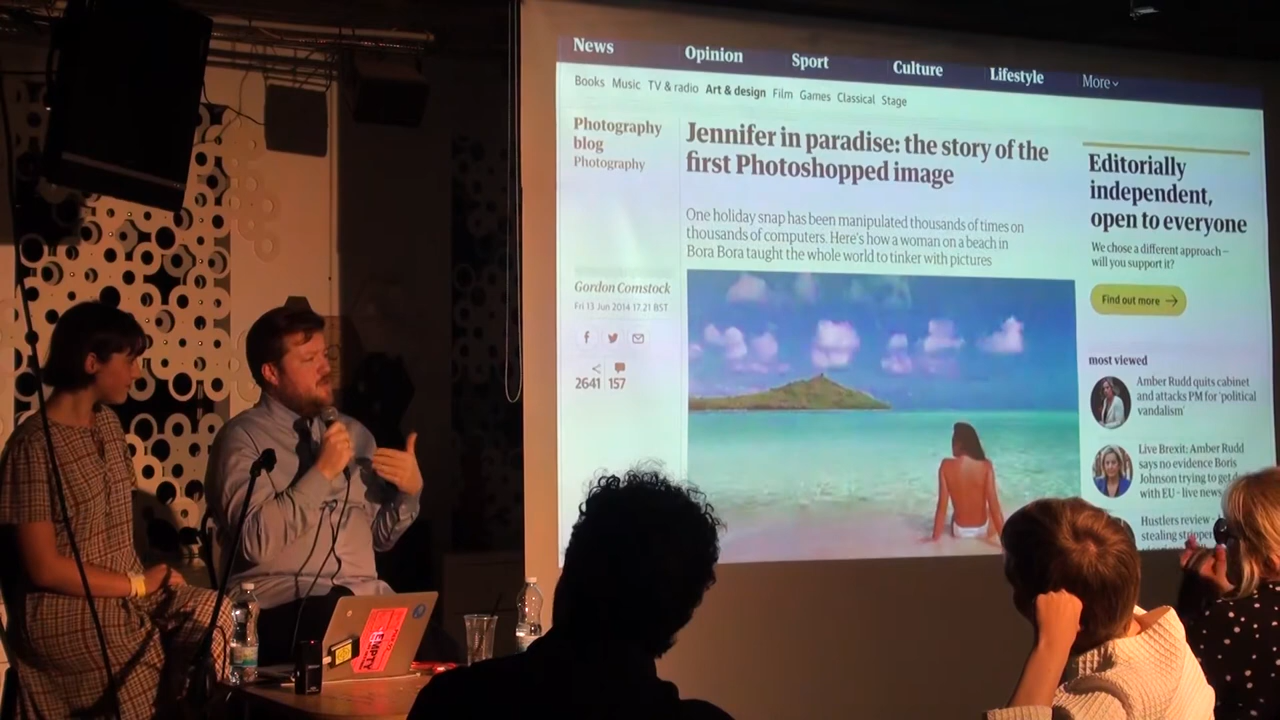 News Opinion Sport Culture Lifestyle More
Books Music TV & radio Art & design Film Games Classical Stage
Photography
blog
Photography
Jennifer in paradise: the story of the
first Photoshopped image
One holiday snap has been manipulated thousands of times on
thousands of computers. Here's how a woman on a beach in
Bora Bora taught the whole world to tinker with pictures
Gordon Comstock
Fri 13 Jun 2014 17.21 BST
2641 157
Editorially
independent,
open to everyone
We chose a different approach –
will you support it?
Find out more →
most viewed
Amber Rudd quits cabinet
and attacks PM for 'political
vandalism'
Live Brexit: Amber Rudd
says no evidence Boris
Johnson trying to get
with EU - live news
Hustlers review -
stealing
EMPTY